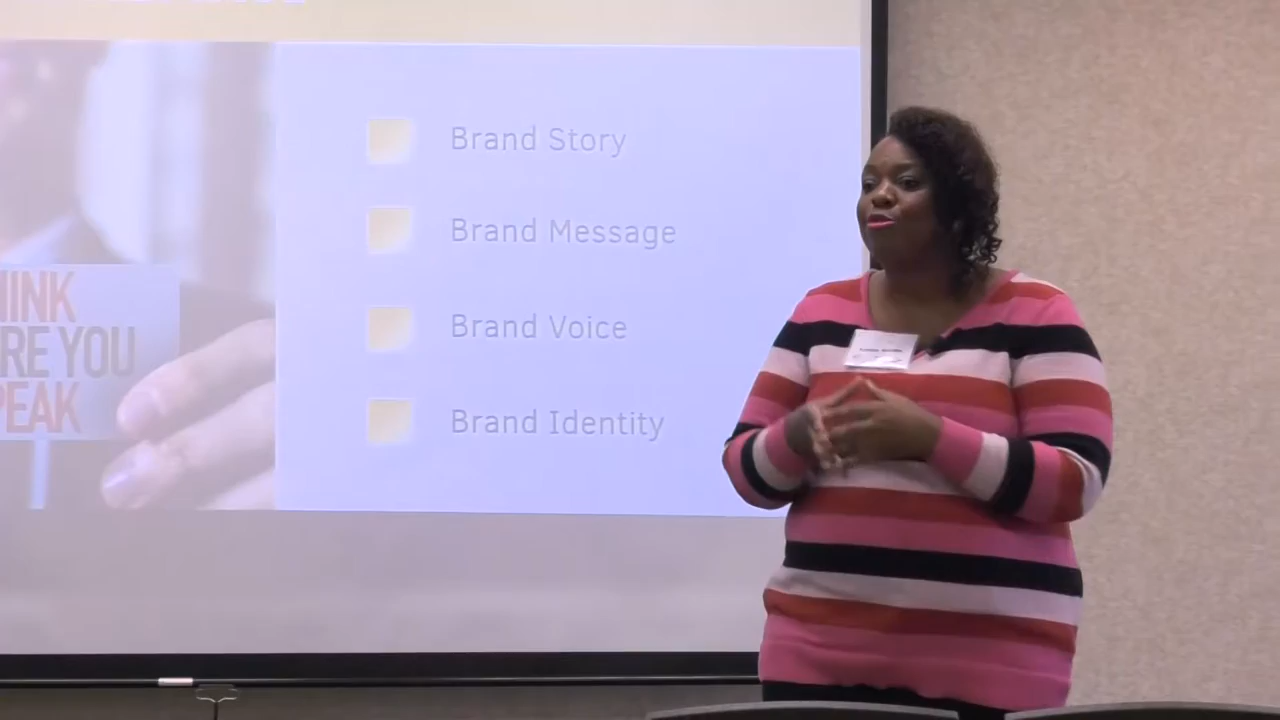 HINK
RE YOU
PEAK
Brand Story
Brand Message
Brand Voice
Brand Identity